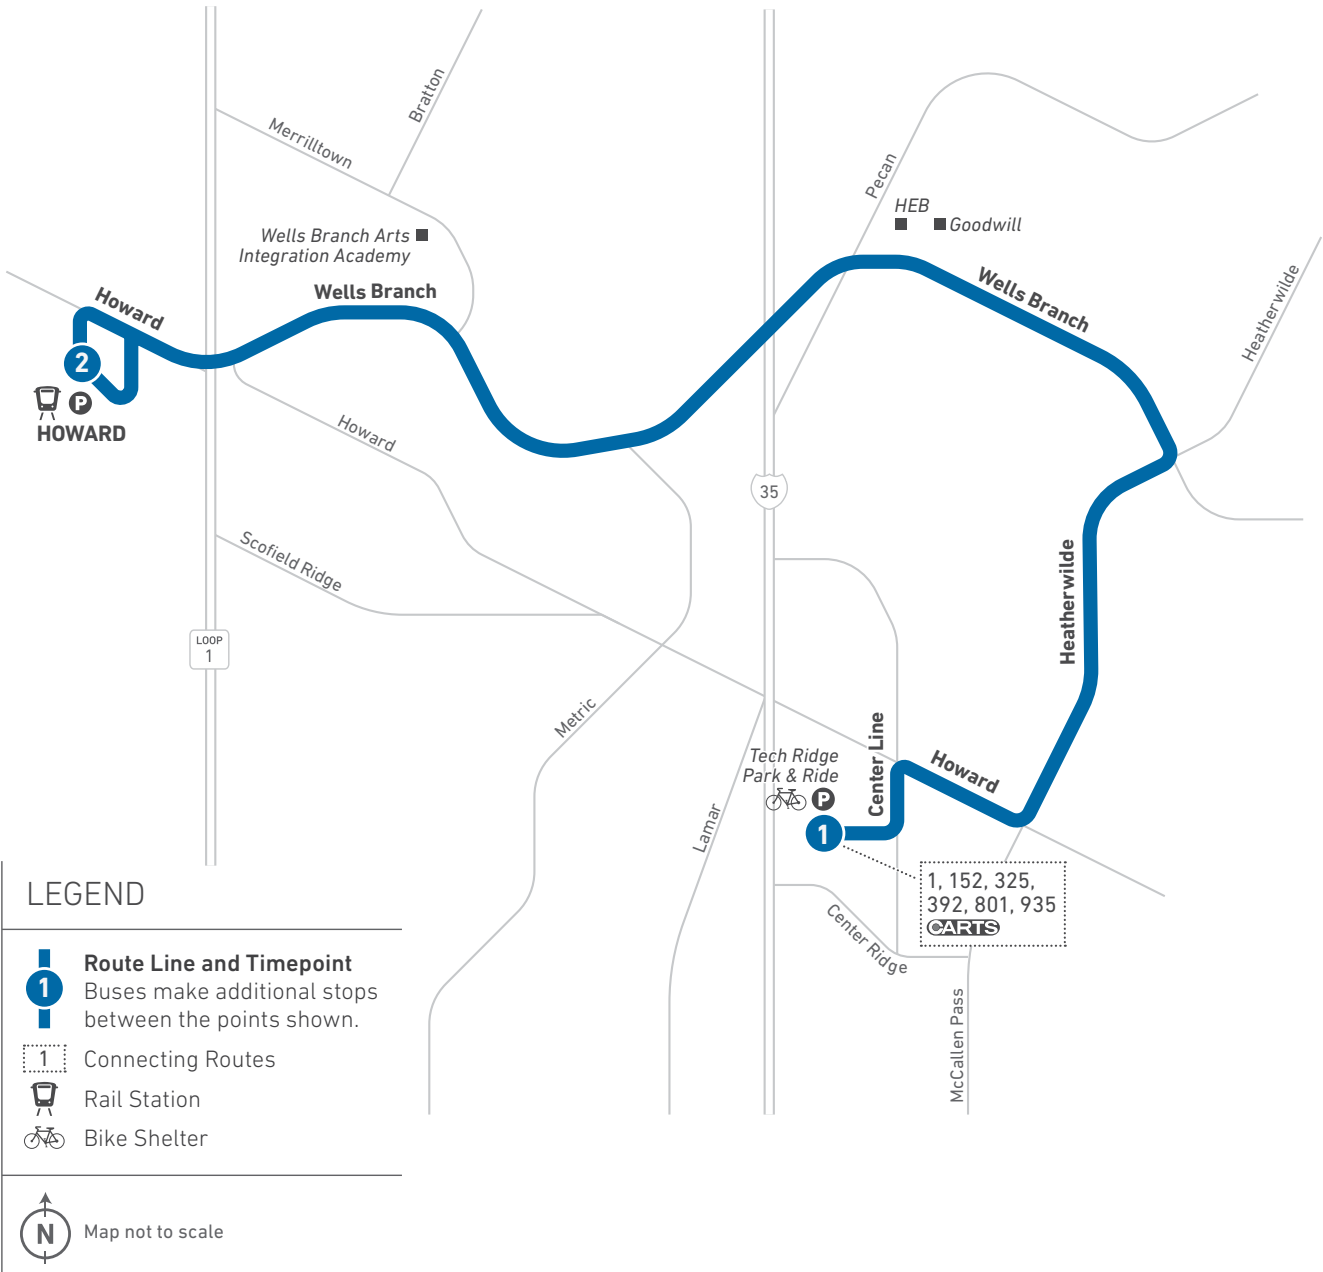 Bratton
Merrilltown
Pecan
HEB
Goodwill
Wells Branch Arts
Integration Academy
Wells Branch
Howard
Wells Branch
Heatherwilde
2
P
HOWARD
Howard
35
Scofield Ridge
Heatherwilde
LOOP
1
Metric
Center Line
Tech Ridge
Park & Ride
P
Howard
Lamar
1
1, 152, 325,
392, 801, 935
CARTS
Center Ridge
McCallen Pass
LEGEND
1
Route Line and Timepoint
Buses make additional stops
between the points shown.
1
Connecting Routes
Rail Station
Bike Shelter
N
Map not to scale